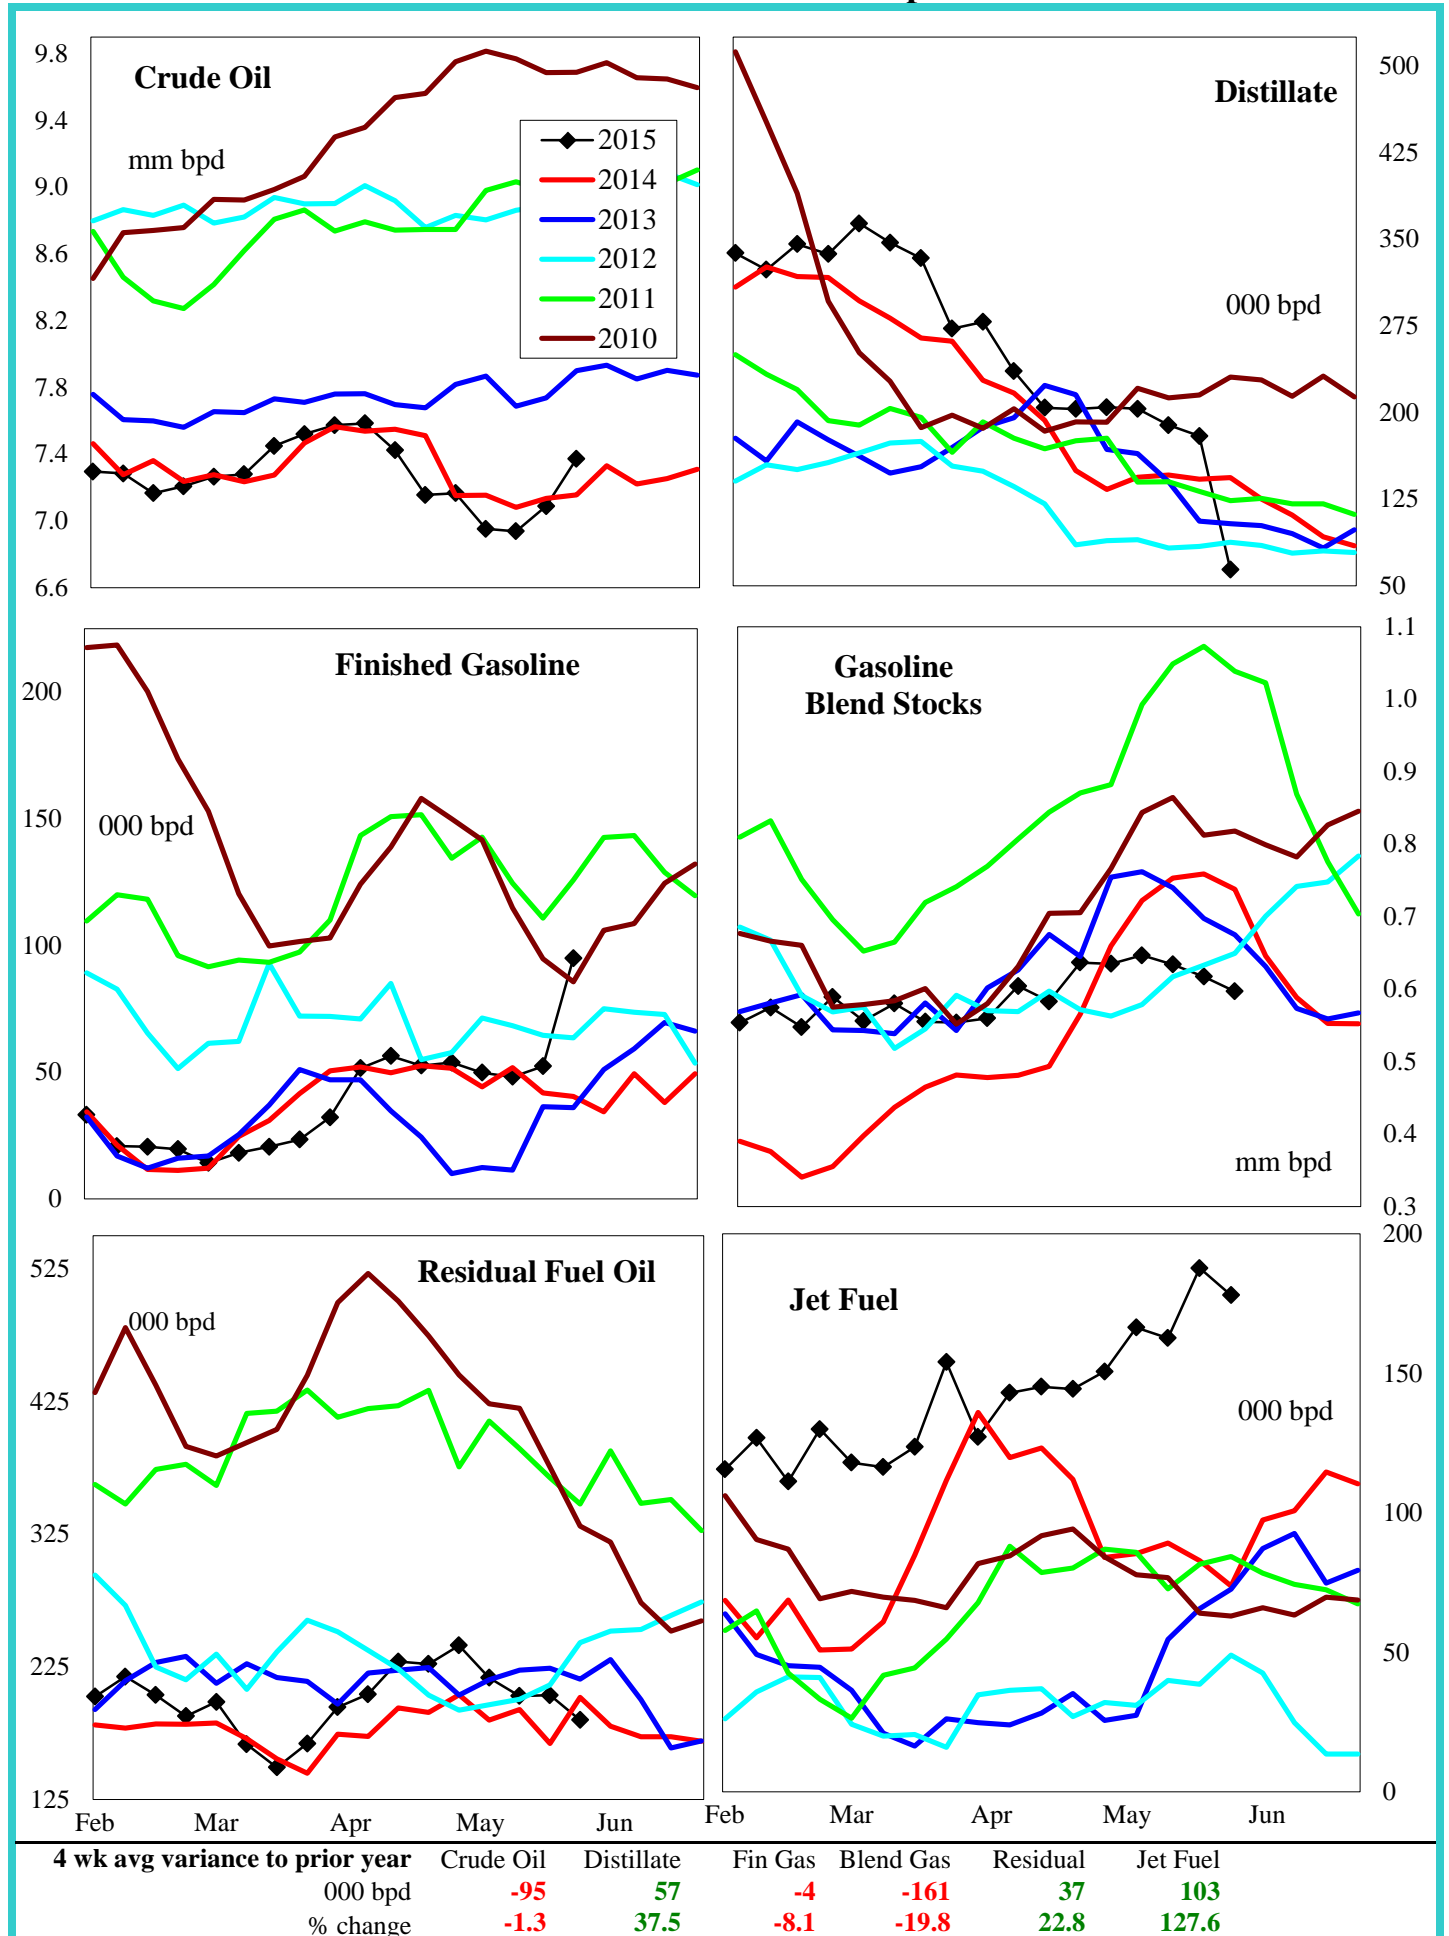 Crude Oil
mm bpd
9.8
9.4
9.0
8.6
8.2
7.8
7.4
7.0
6.6
2015
2014
2013
2012
2011
2010
Distillate
000 bpd
500
425
350
275
200
125
50
Finished Gasoline
000 bpd
200
150
100
50
0
Gasoline
Blend Stocks
mm bpd
1.1
1.0
0.9
0.8
0.7
0.6
0.5
0.4
0.3
Residual Fuel Oil
000 bpd
525
425
325
225
125
Feb Mar Apr May Jun
Jet Fuel
000 bpd
200
150
100
50
0
Feb Mar Apr May Jun
4 wk avg variance to prior year Crude Oil Distillate Fin Gas Blend Gas Residual Jet Fuel
000 bpd -95 57 -4 -161 37 103
% change -1.3 37.5 -8.1 -19.8 22.8 127.6